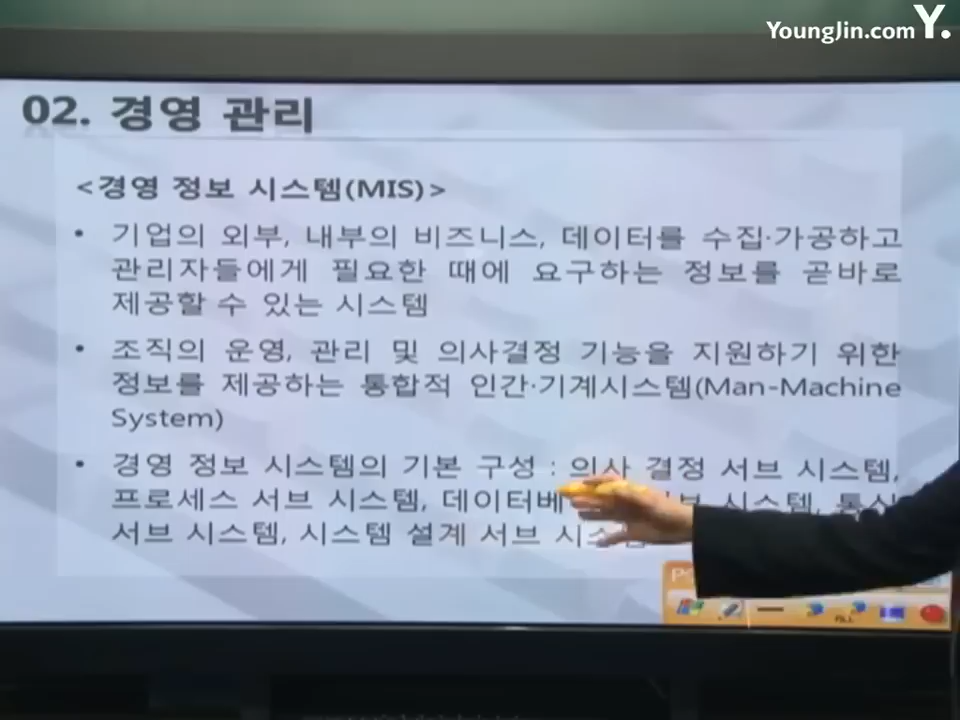 YoungJin.com Y.
02. 경영 관리
<경영 정보 시스템(MIS)>
• 기업의 외부, 내부의 비즈니스, 데이터를 수집·가공하고
관리자들에게 필요한 때에 요구하는 정보를 곧바로
제공할 수 있는 시스템
• 조직의 운영, 관리 및 의사결정 기능을 지원하기 위한
정보를 제공하는 통합적 인간·기계시스템(Man-Machine
System)
• 경영 정보 시스템의 기본 구성 : 의사 결정 서브 시스템,
프로세스 서브 시스템, 데이터베 시스템, 통신
서브 시스템, 시스템 설계 서브 시스템